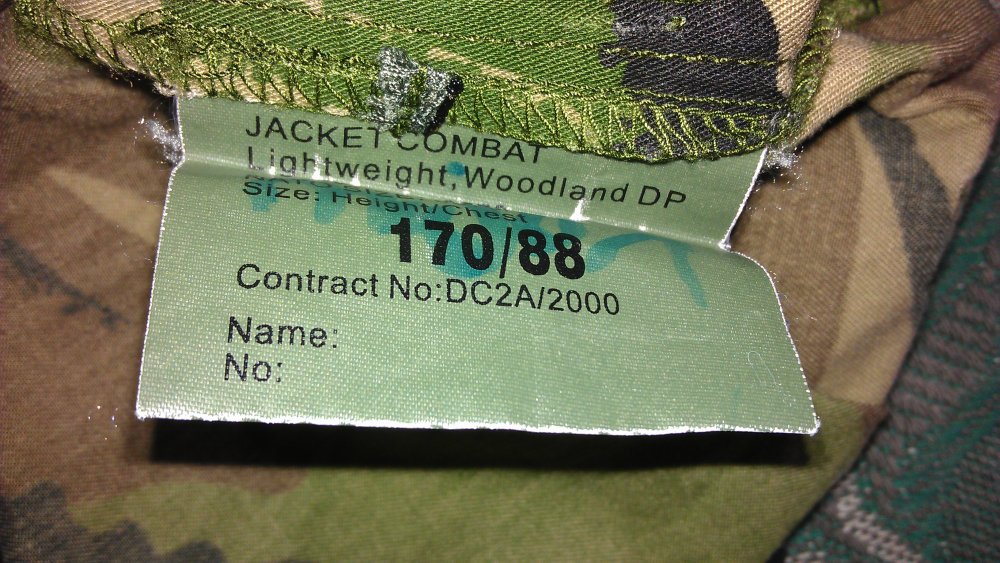 JACKET COMBAT
Lightweight, Woodland DP
Size: Height/Chest
170/88
Contract No:DC2A/2000
Name:
No: